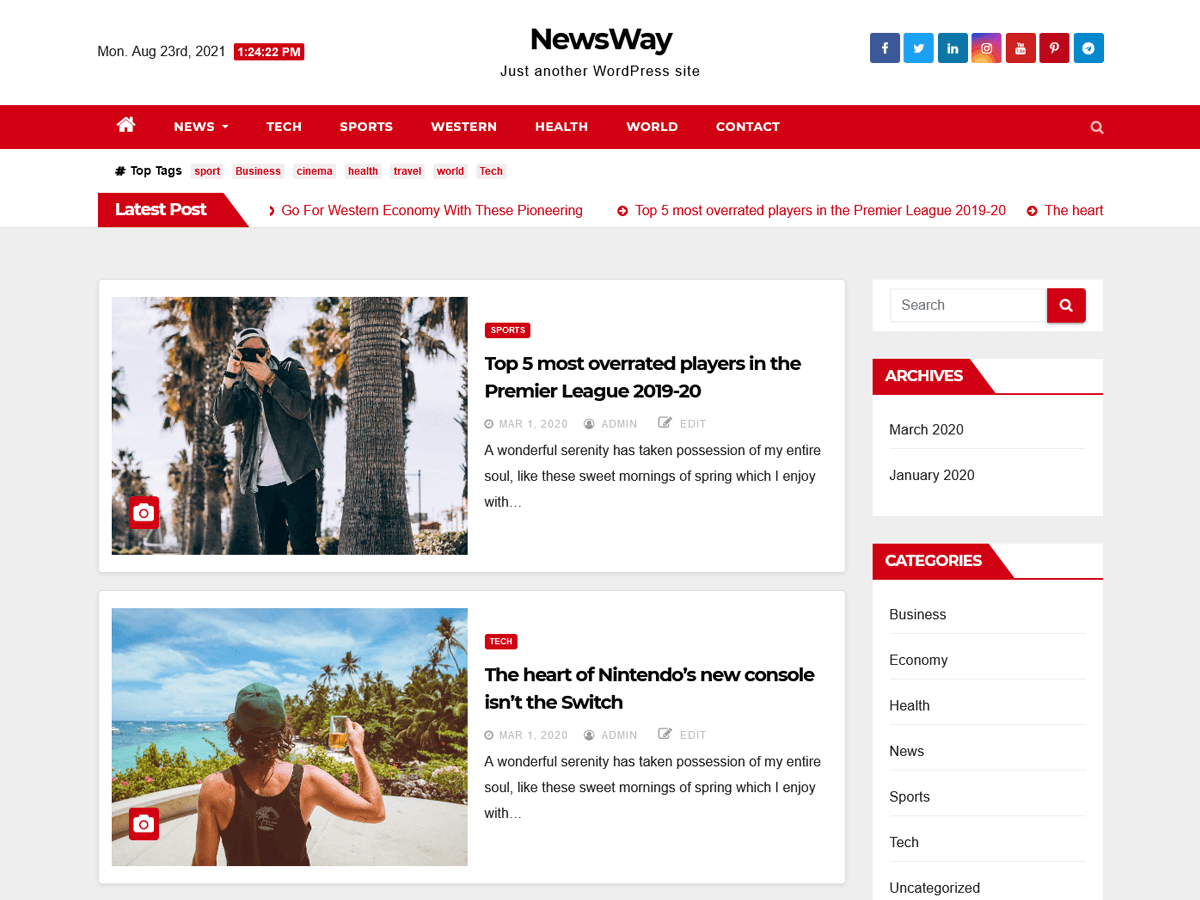 Mon. Aug 23rd, 2021 1:24:22 PM
NewsWay
Just another WordPress site
NEWS TECH SPORTS WESTERN HEALTH WORLD CONTACT
# Top Tags sport Business cinema health travel world Tech
Latest Post
Go For Western Economy With These Pioneering Top 5 most overrated players in the Premier League 2019-20 The heart
SPORTS
Top 5 most overrated players in the
Premier League 2019-20
MAR 1, 2020 ADMIN EDIT
A wonderful serenity has taken possession of my entire
soul, like these sweet mornings of spring which I enjoy
with…
TECH
The heart of Nintendo’s new console
isn’t the Switch
MAR 1, 2020 ADMIN EDIT
A wonderful serenity has taken possession of my entire
soul, like these sweet mornings of spring which I enjoy
with…
Search
ARCHIVES
March 2020
January 2020
CATEGORIES
Business
Economy
Health
News
Sports
Tech
Uncategorized